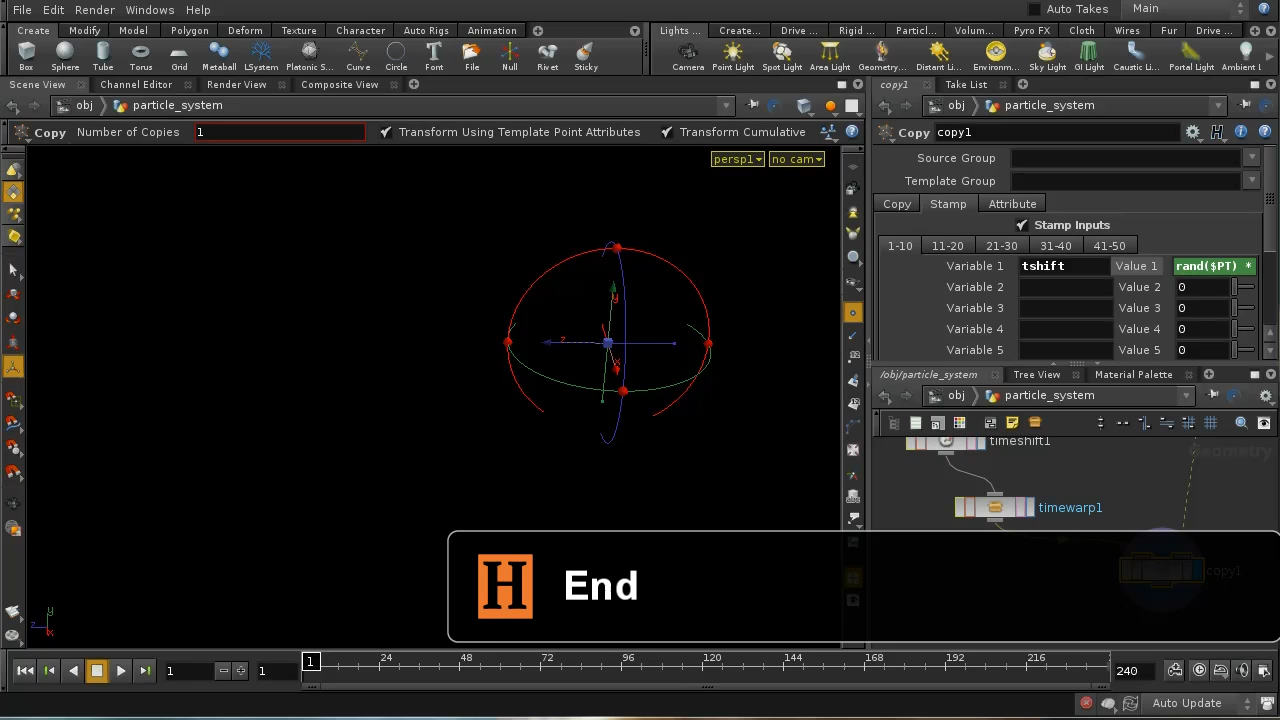 File Edit Render Windows Help
Auto Takes Main
Create Modify Model Polygon Deform Texture Character Auto Rigs Animation
Lights ... Create... Drive ... Rigid ... Particl... Volum... Pyro FX Cloth Wires Fur Drive ...
Box Sphere Tube Torus Grid Metaball LSystem Platonic S... Curve Circle Font File Null Rivet Sticky
Camera Point Light Spot Light Area Light Geometry... Distant Li... Environm... Sky Light GI Light Caustic Li... Portal Light Ambient L
Scene View Channel Editor Render View Composite View
copy1 Take List
obj particle_system
obj particle_system
Copy Number of Copies 1 Transform Using Template Point Attributes Transform Cumulative
Copy copy1
persp1 no cam
Source Group
Template Group
Copy Stamp Attribute
Stamp Inputs
1-10 11-20 21-30 31-40 41-50
Variable 1 tshift Value 1 rand($PT) *
Variable 2 Value 2 0
Variable 3 Value 3 0
Variable 4 Value 4 0
Variable 5 Value 5 0
y
z
x
/obj/particle_system Tree View Material Palette
obj particle_system
timeshift1
Geometry
timewarp1
copy1
H End
y
z
x
1 1 1 24 48 72 96 120 144 168 192 216 240
Auto Update